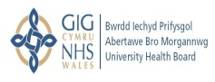 GIG
CYMRU
NHS
WALES
Bwrdd Iechyd Prifysgol
Abertawe Bro Morgannwg
University Health Board